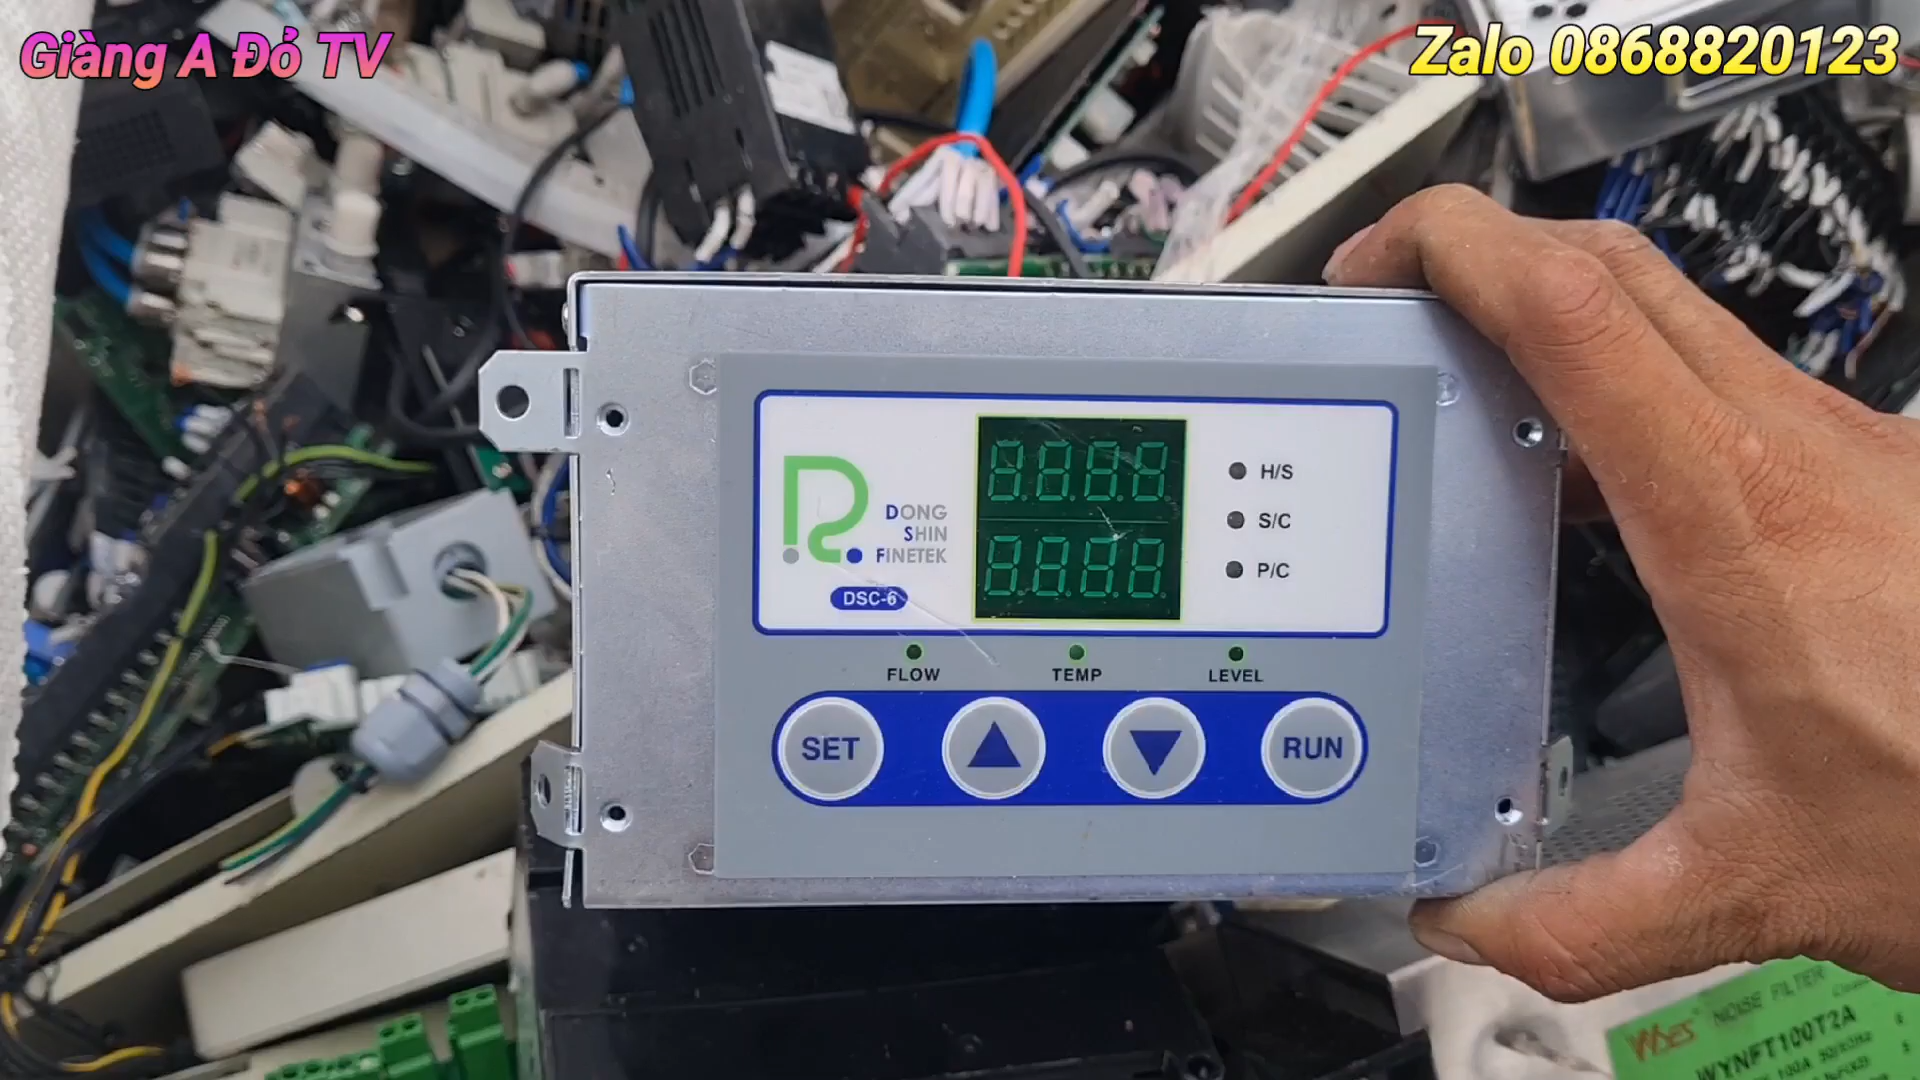 Giàng A Đỏ TV
Zalo 0868820123
DONG
SHIN
FINETEK
DSC-6
H/S
S/C
P/C
FLOW
TEMP
LEVEL
SET
RUN
NOISE FILTER
WYNFT100T2A